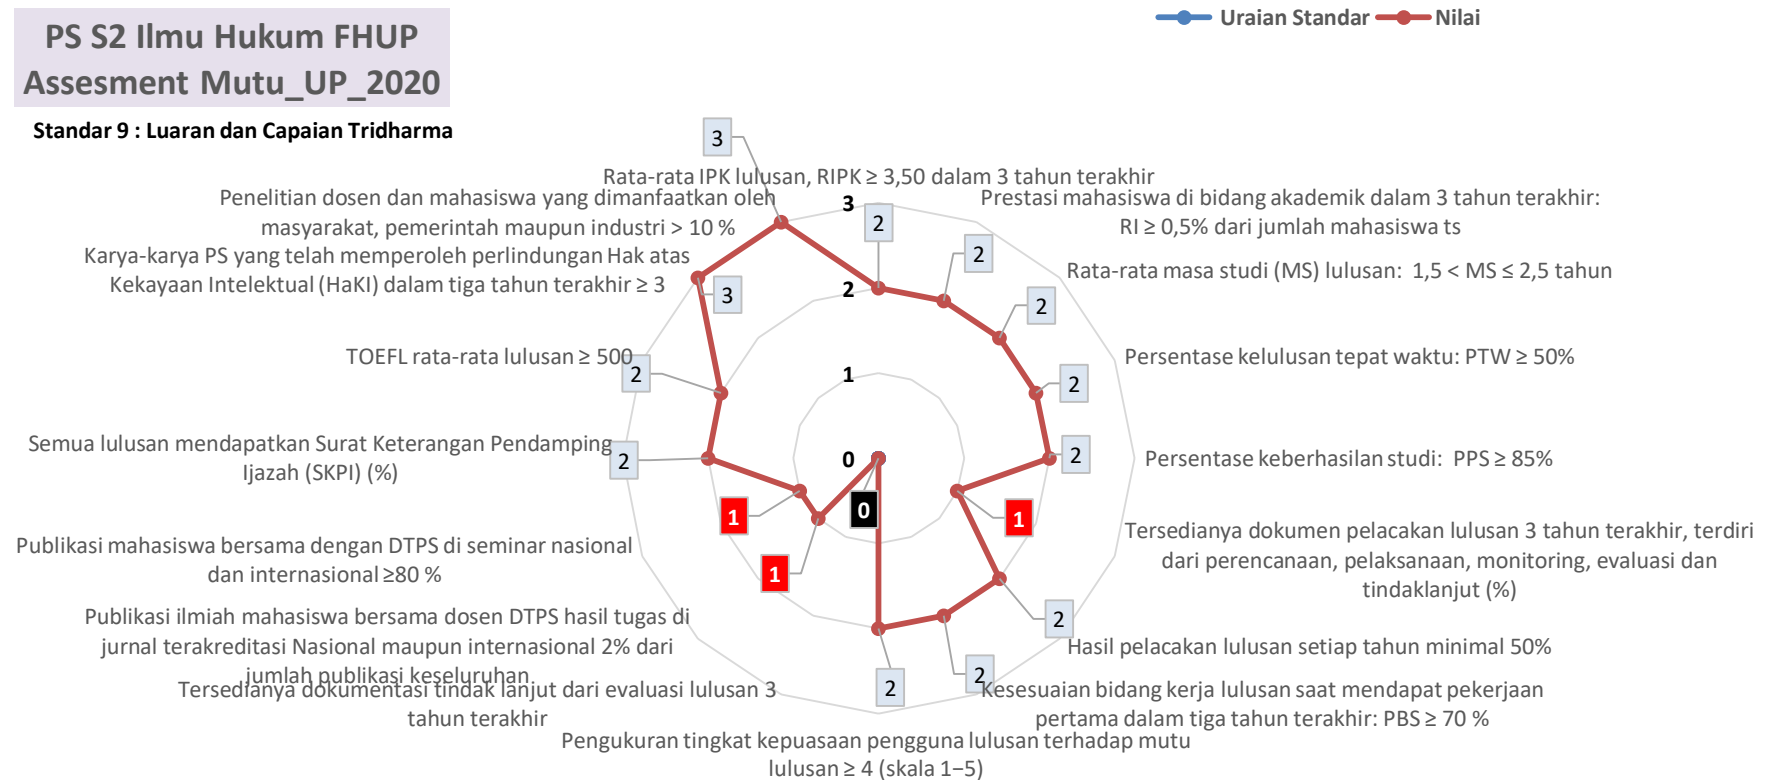 PS S2 Ilmu Hukum FHUP
Assesment Mutu_UP_2020
Standar 9 : Luaran dan Capaian Tridharma
Uraian Standar
Nilai
Rata-rata IPK lulusan, RIPK ≥ 3,50 dalam 3 tahun terakhir
Prestasi mahasiswa di bidang akademik dalam 3 tahun terakhir:
RI ≥ 0,5% dari jumlah mahasiswa ts
Rata-rata masa studi (MS) lulusan: 1,5 < MS ≤ 2,5 tahun
Persentase kelulusan tepat waktu: PTW ≥ 50%
Persentase keberhasilan studi: PPS ≥ 85%
Tersedianya dokumen pelacakan lulusan 3 tahun terakhir, terdiri
dari perencanaan, pelaksanaan, monitoring, evaluasi dan
tindaklanjut (%)
Hasil pelacakan lulusan setiap tahun minimal 50%
Kesesuaian bidang kerja lulusan saat mendapat pekerjaan
pertama dalam tiga tahun terakhir: PBS ≥ 70 %
Pengukuran tingkat kepuasaan pengguna lulusan terhadap mutu
lulusan ≥ 4 (skala 1−5)
Tersedianya dokumentasi tindak lanjut dari evaluasi lulusan 3
tahun terakhir
Publikasi ilmiah mahasiswa bersama dosen DTPS hasil tugas di
jurnal terakreditasi Nasional maupun internasional 2% dari
jumlah publikasi keseluruhan
Publikasi mahasiswa bersama dengan DTPS di seminar nasional
dan internasional ≥80 %
Semua lulusan mendapatkan Surat Keterangan Pendamping
Ijazah (SKPI) (%)
TOEFL rata-rata lulusan ≥ 500
Karya-karya PS yang telah memperoleh perlindungan Hak atas
Kekayaan Intelektual (HaKI) dalam tiga tahun terakhir ≥ 3
Penelitian dosen dan mahasiswa yang dimanfaatkan oleh
masyarakat, pemerintah maupun industri > 10 %
3
2
1
0
2
2
2
2
2
1
2
2
2
0
1
1
2
2
3
3